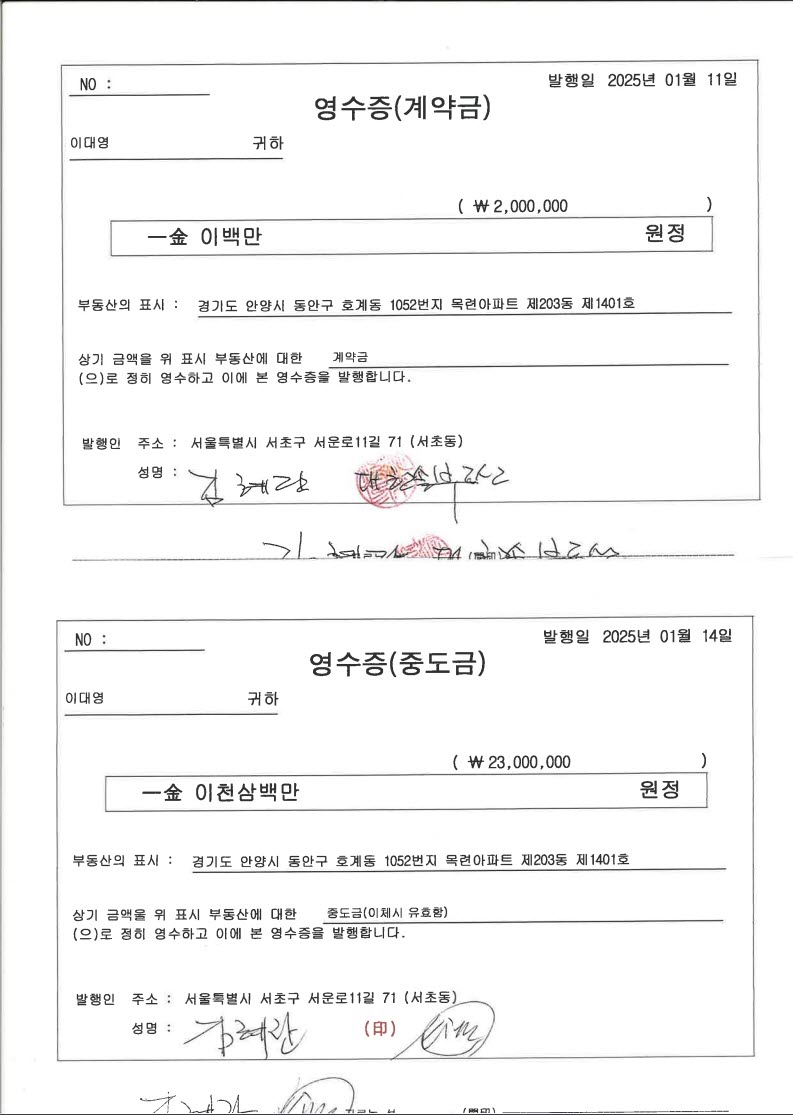 NO :
발행일 2025년 01월 11일
영수증(계약금)
이대영 귀하
( ₩ 2,000,000 )
一金 이백만 원정
부동산의 표시 : 경기도 안양시 동안구 호계동 1052번지 목련아파트 제203동 제1401호
상기 금액을 위 표시 부동산에 대한 계약금
(으)로 정히 영수하고 이에 본 영수증을 발행합니다.
발행인 주소 : 서울특별시 서초구 서운로11길 71 (서초동)
성명 :
NO :
발행일 2025년 01월 14일
영수증(중도금)
이대영 귀하
( ₩ 23,000,000 )
一金 이천삼백만 원정
부동산의 표시 : 경기도 안양시 동안구 호계동 1052번지 목련아파트 제203동 제1401호
상기 금액을 위 표시 부동산에 대한 중도금(이체시 유효함)
(으)로 정히 영수하고 이에 본 영수증을 발행합니다.
발행인 주소 : 서울특별시 서초구 서운로11길 71 (서초동)
성명 : (印)